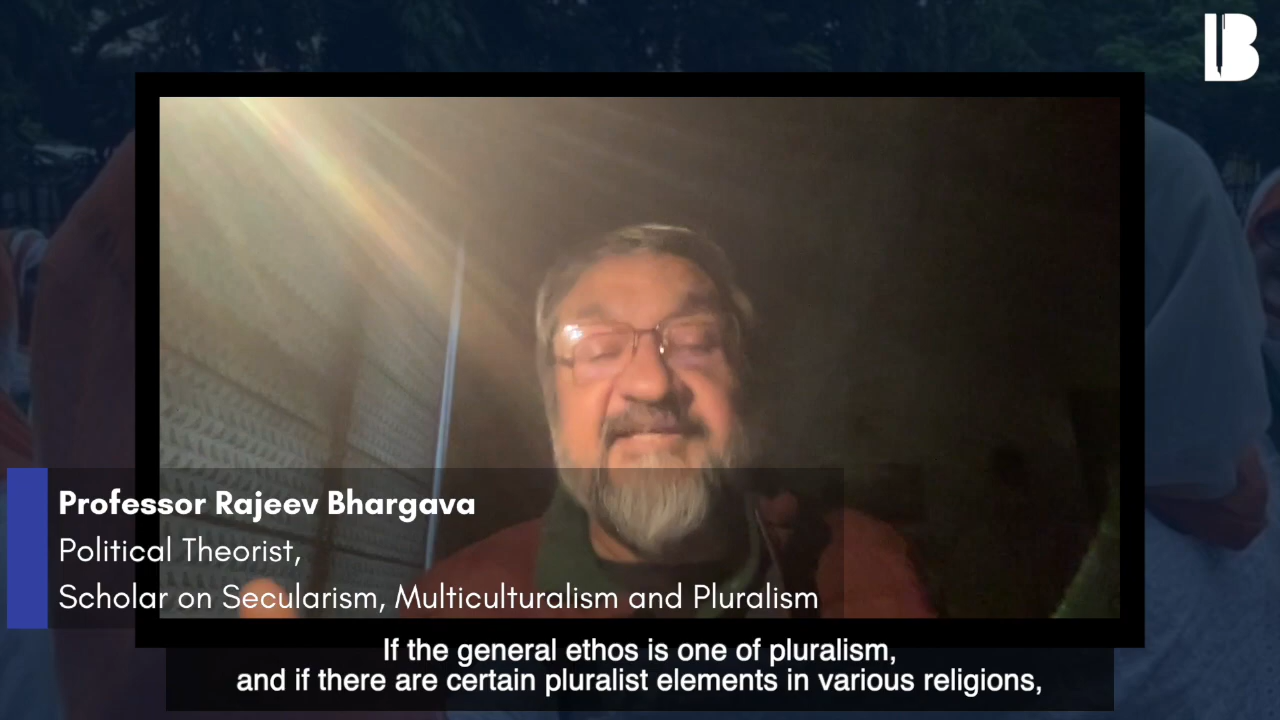 B
Professor Rajeev Bhargava
Political Theorist,
Scholar on Secularism, Multiculturalism and Pluralism
If the general ethos is one of pluralism,
and if there are certain pluralist elements in various religions,